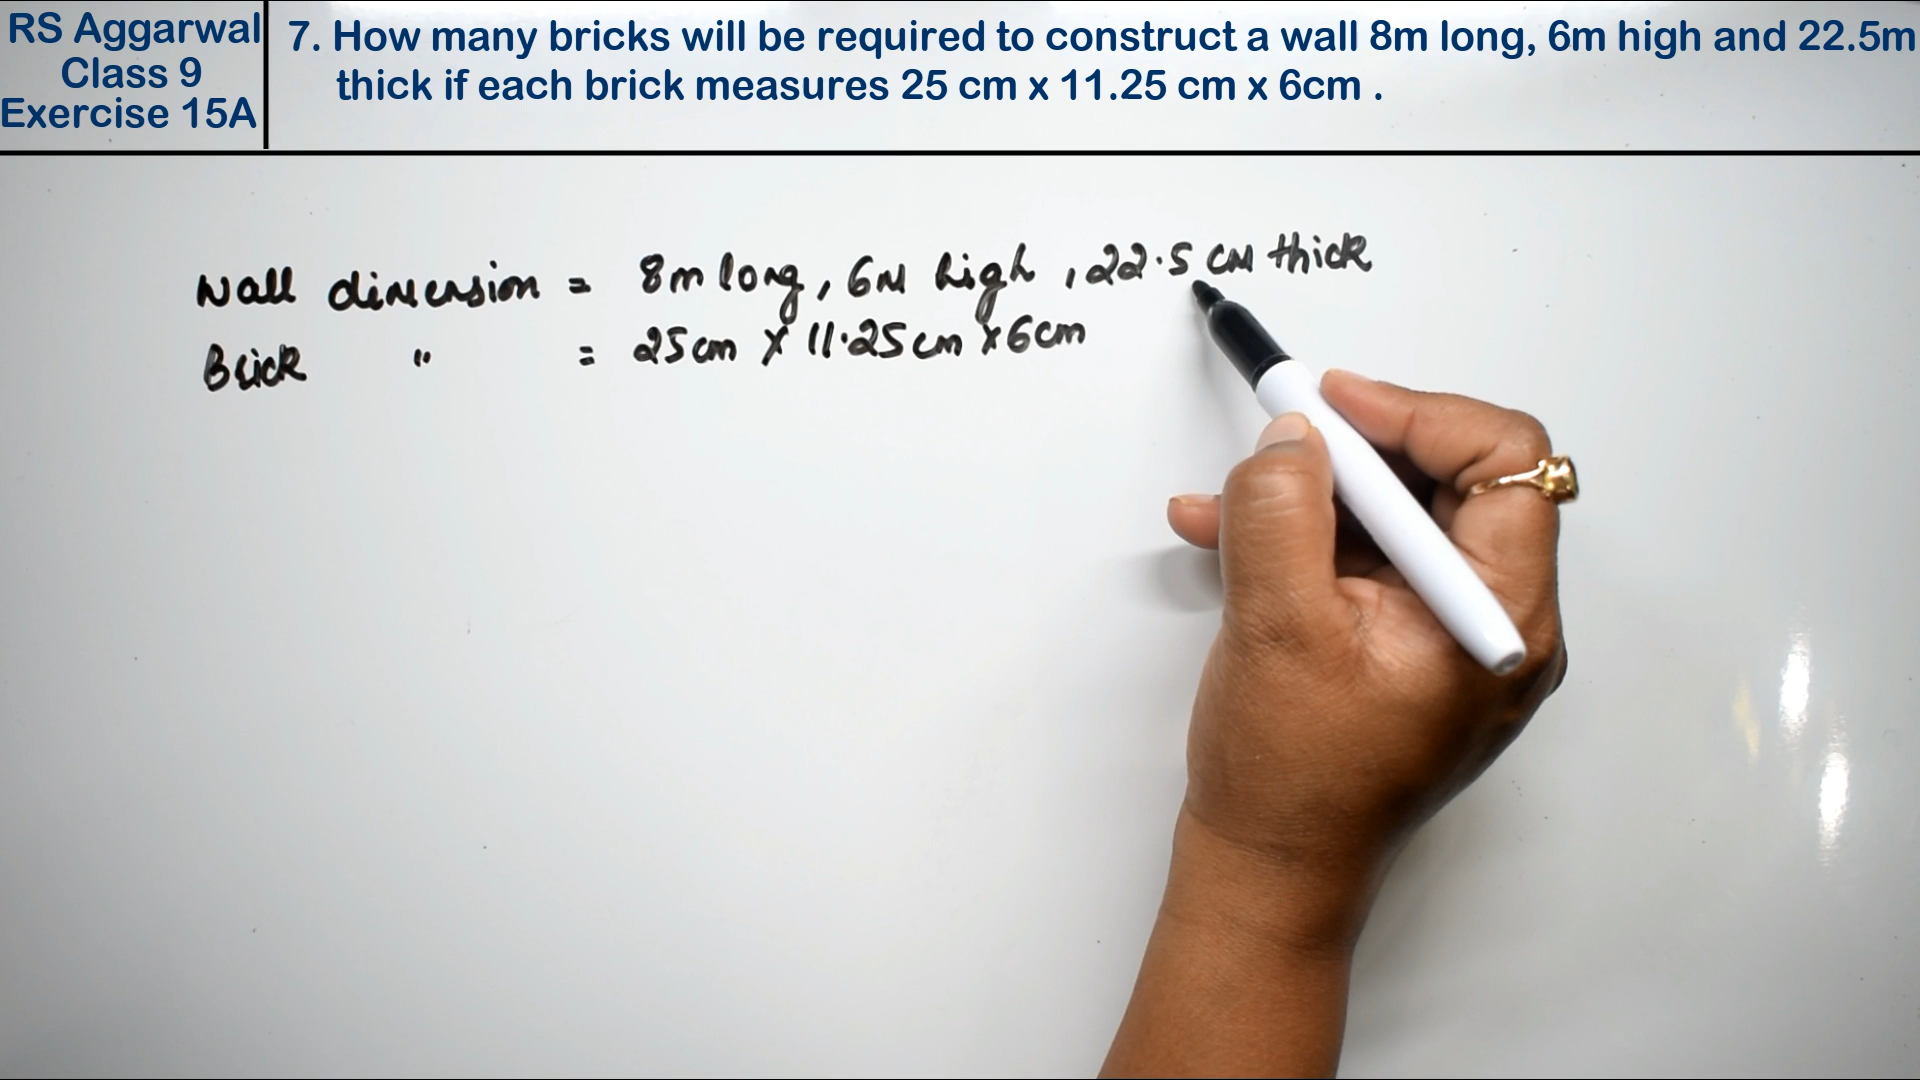 RS Aggarwal
Class 9
Exercise 15A
7. How many bricks will be required to construct a wall 8m long, 6m high and 22.5m
thick if each brick measures 25 cm x 11.25 cm x 6cm .
Wall dimension = 8m long, 6m high, 22.5 cm thick
Brick " = 25cm x 11.25cm x 6cm